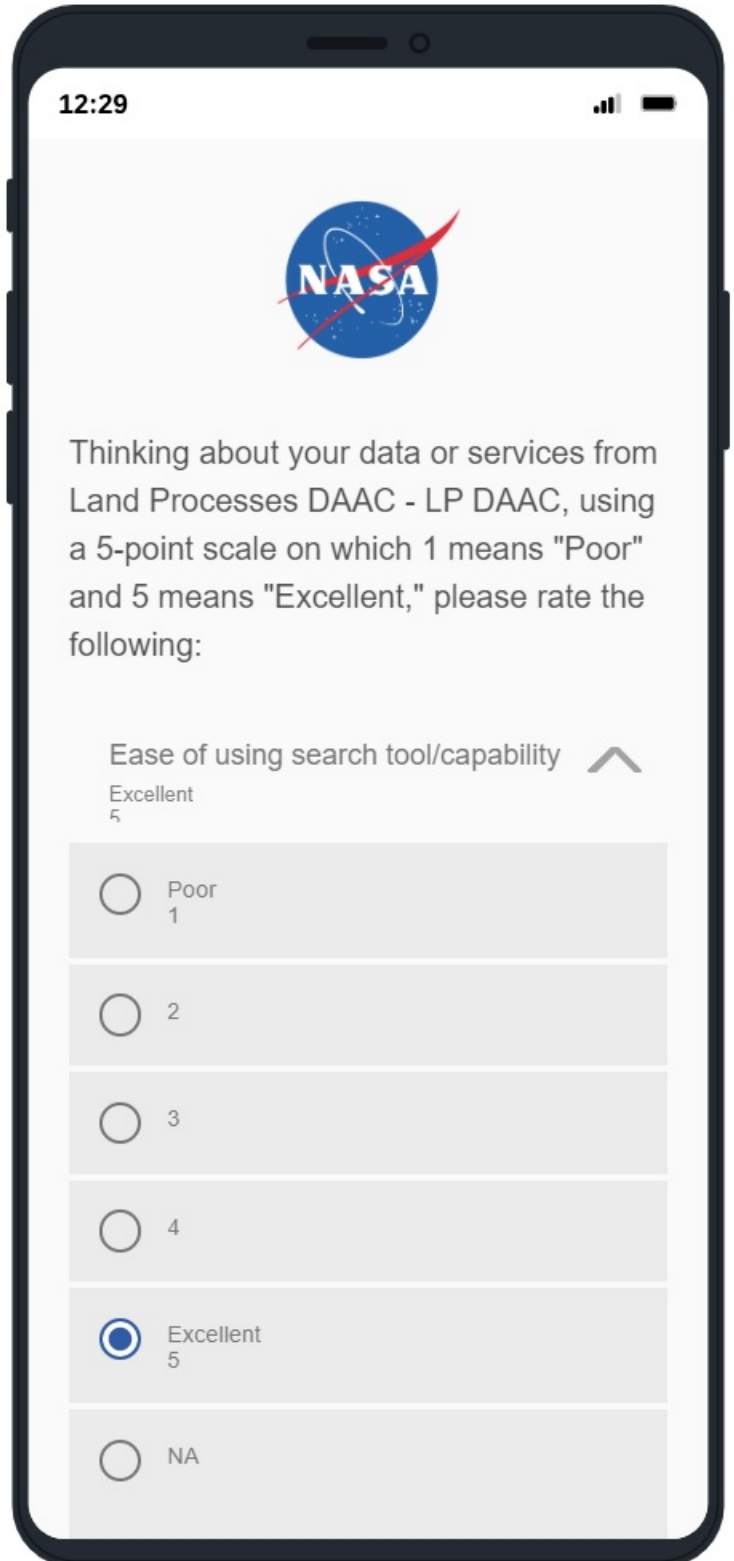 12:29
NASA
Thinking about your data or services from
Land Processes DAAC - LP DAAC, using
a 5-point scale on which 1 means "Poor"
and 5 means "Excellent," please rate the
following:
Ease of using search tool/capability
Excellent
5
Poor
1
2
3
4
Excellent
5
NA